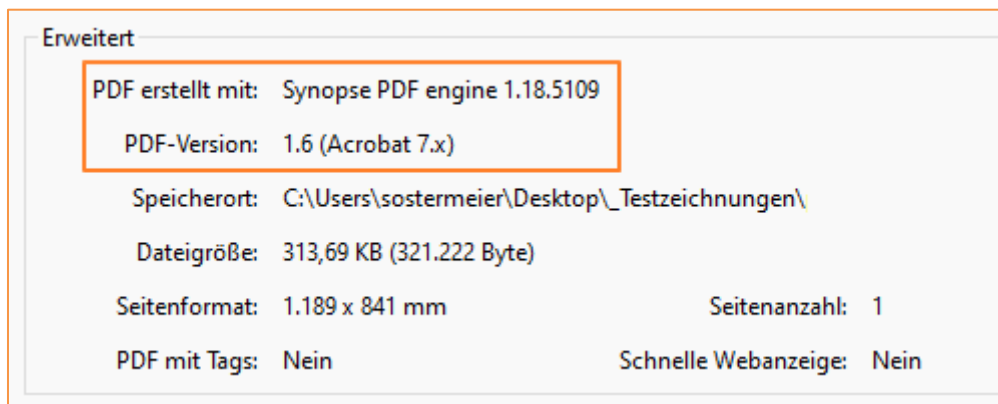 Erweitert
PDF erstellt mit: Synopse PDF engine 1.18.5109
PDF-Version: 1.6 (Acrobat 7.x)
Speicherort: C:\Users\sostermeier\Desktop\_Testzeichnungen\
Dateigröße: 313,69 KB (321.222 Byte)
Seitenformat: 1.189 x 841 mm Seitenanzahl: 1
PDF mit Tags: Nein Schnelle Webanzeige: Nein